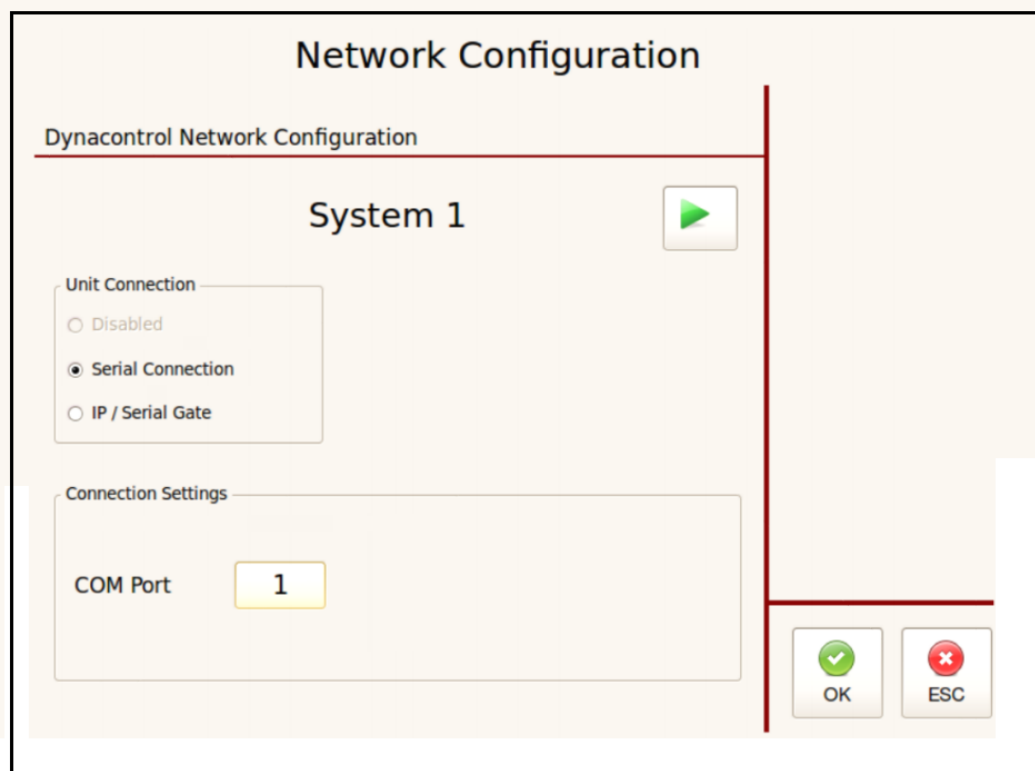 Network Configuration
Dynacontrol Network Configuration
System 1
Unit Connection
Disabled
Serial Connection
IP / Serial Gate
Connection Settings
COM Port 1
OK ESC